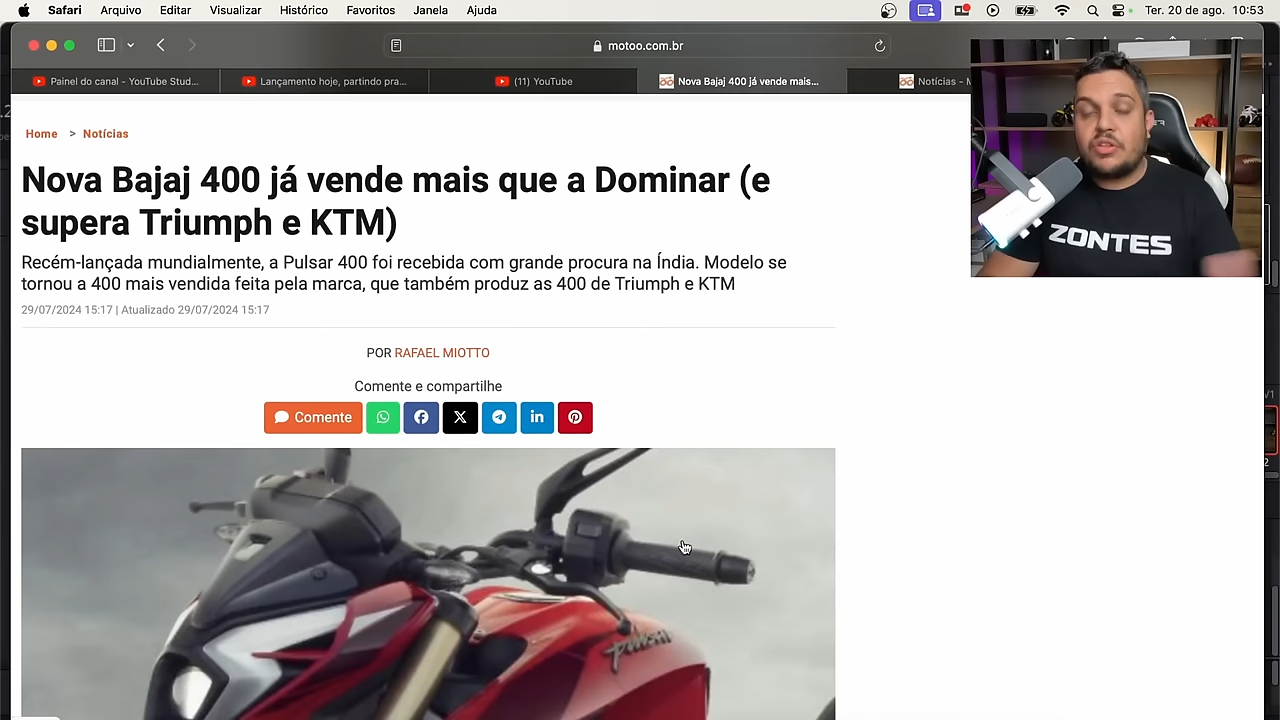 Safari Arquivo Editar Visualizar Histórico Favoritos Janela Ajuda Ter. 20 de ago. 10:53
motoo.com.br
Painel do canal - YouTube Stud... Lançamento hoje, partindo pra... (11) YouTube Nova Bajaj 400 já vende mais... Notícias - M
Home > Notícias
Nova Bajaj 400 já vende mais que a Dominar (e
supera Triumph e KTM)
Recém-lançada mundialmente, a Pulsar 400 foi recebida com grande procura na Índia. Modelo se
tornou a 400 mais vendida feita pela marca, que também produz as 400 de Triumph e KTM
29/07/2024 15:17 | Atualizado 29/07/2024 15:17
POR RAFAEL MIOTTO
Comente e compartilhe
Comente
pulsar
ZONTES